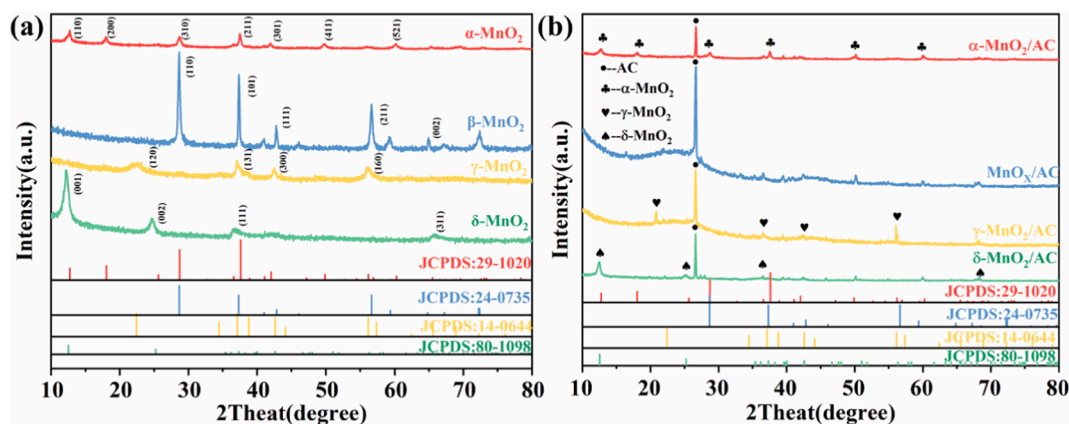 (a)
(110)
(200)
(310)
(211)
(301)
(411)
(521)
α-MnO2
(110)
(101)
(111)
(211)
(002)
β-MnO2
(120)
(131)
(300)
(160)
γ-MnO2
(001)
(002)
(111)
(311)
δ-MnO2
JCPDS:29-1020
JCPDS:24-0735
JCPDS:14-0644
JCPDS:80-1098
10 20 30 40 50 60 70 80
2Theat(degree)
Intensity(a.u.)
(b)
α-MnO2/AC
●--AC
♣--α-MnO2
♥--γ-MnO2
♠--δ-MnO2
MnOX/AC
γ-MnO2/AC
δ-MnO2/AC
JCPDS:29-1020
JCPDS:24-0735
JCPDS:14-0644
JCPDS:80-1098
10 20 30 40 50 60 70 80
2Theat(degree)
Intensity(a.u.)